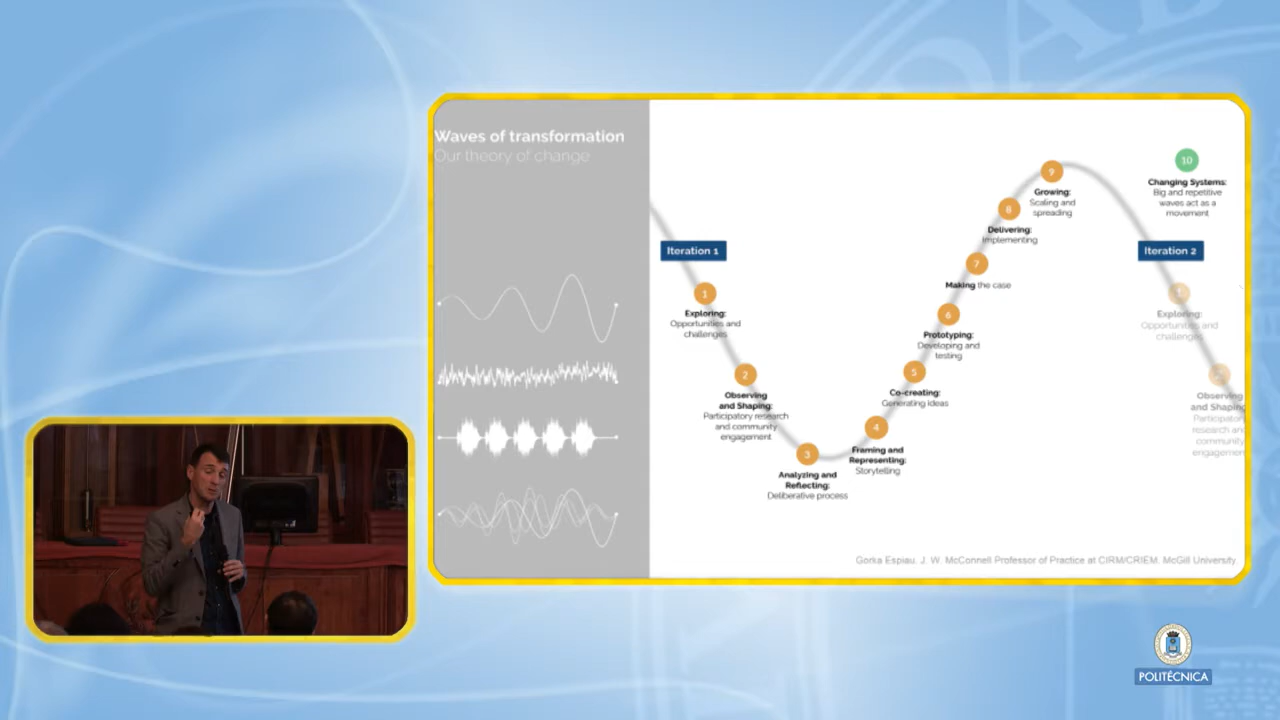 Waves of transformation
Our theory of change
Iteration 1
1
Exploring:
Opportunities and
challenges
2
Observing
and Shaping:
Participatory research
and community
engagement
3
Analyzing and
Reflecting:
Deliberative process
4
Framing and
Representing:
Storytelling
5
Co-creating:
Generating ideas
6
Prototyping:
Developing and
testing
7
Making the case
8
Delivering:
Implementing
9
Growing:
Scaling and
spreading
10
Changing Systems:
Big and repetitive
waves act as a
movement
Iteration 2
1
Exploring:
Opportunities and
challenges
Observing
and Shaping
Participatory
research and
community
engagement
Gorka Espiau. J. W. McConnell Professor of Practice at CIRM/CRIEM. McGill University
POLITÉCNICA